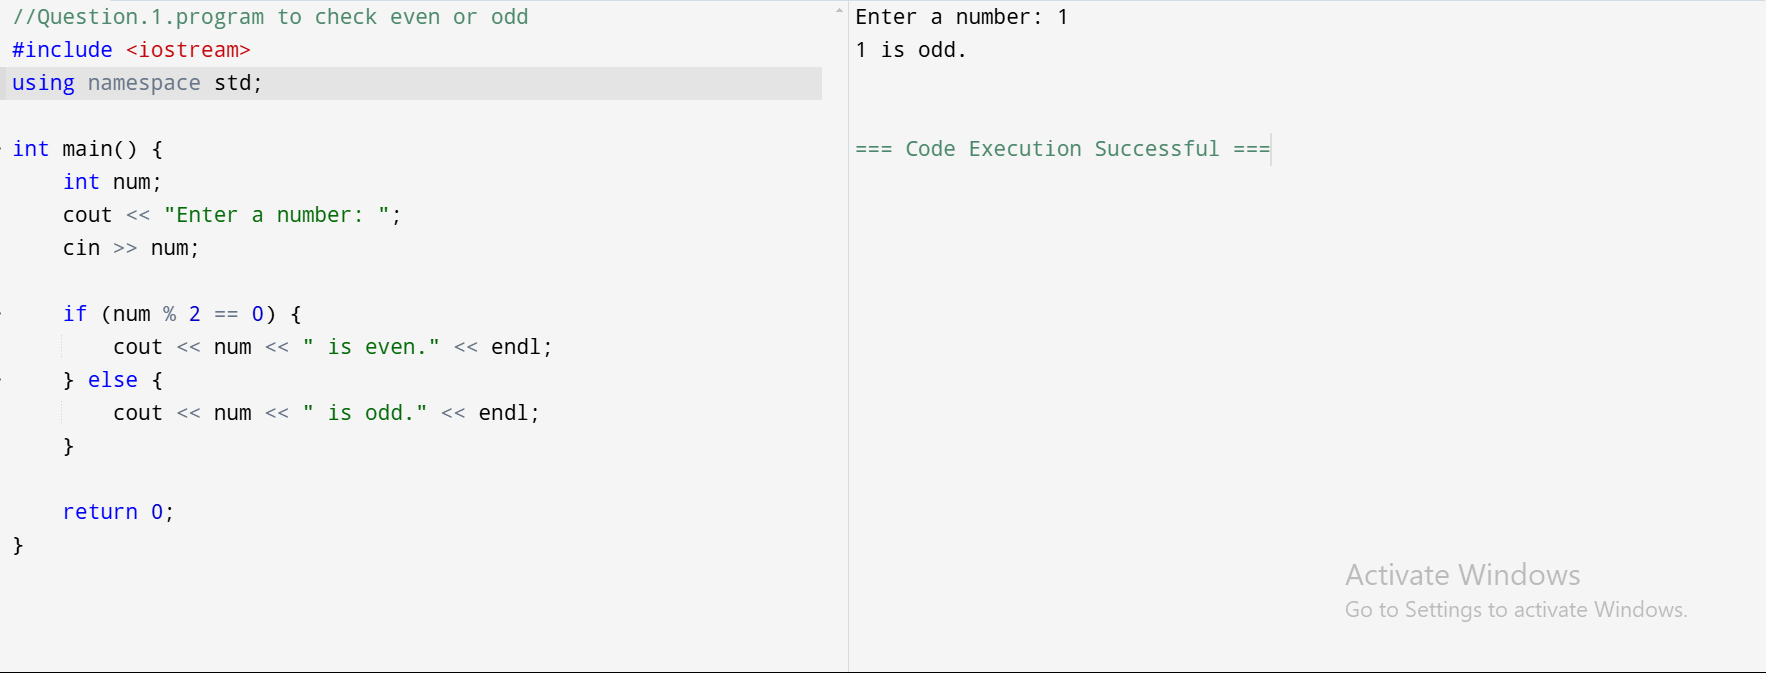 //Question.1.program to check even or odd
#include <iostream>
using namespace std;
int main() {
    int num;
    cout << "Enter a number: ";
    cin >> num;
    if (num % 2 == 0) {
        cout << num << " is even." << endl;
    } else {
        cout << num << " is odd." << endl;
    }
    return 0;
}
Enter a number: 1
1 is odd.
=== Code Execution Successful ===
Activate Windows
Go to Settings to activate Windows.